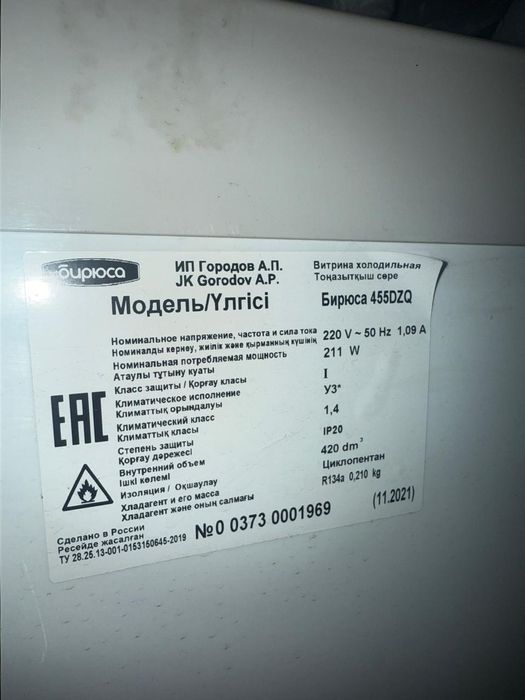 бирюса
ИП Городов А.П.
JK Gorodov A.P.
Витрина холодильная
Тоңазытқыш сөре
Модель/Үлгісі
Бирюса 455DZQ
Номинальное напряжение, частота и сила тока 220 V ~ 50 Hz 1,09 A
Номиналды кернеу, жиілік және қырманның күшінің
Номинальная потребляемая мощность 211 W
Атаулы тұтыну қуаты
Класс защиты / Қорғау класы I
Климатическое исполнение У3*
Климаттық орындалуы
Климатический класс 1,4
Климаттық класы
Степень защиты IP20
Қорғау дәрежесі
Внутренний объем 420 dm³
Ішкі көлемі
Изоляция / Оқшаулау Циклопентан
Хладагент и его масса R134a 0,210 kg
Хладагент және оның салмағы
EAC
Сделано в России
Ресейде жасалған
ТУ 28.25.13-001-0153150645-2019
№0 0373 0001969
(11.2021)